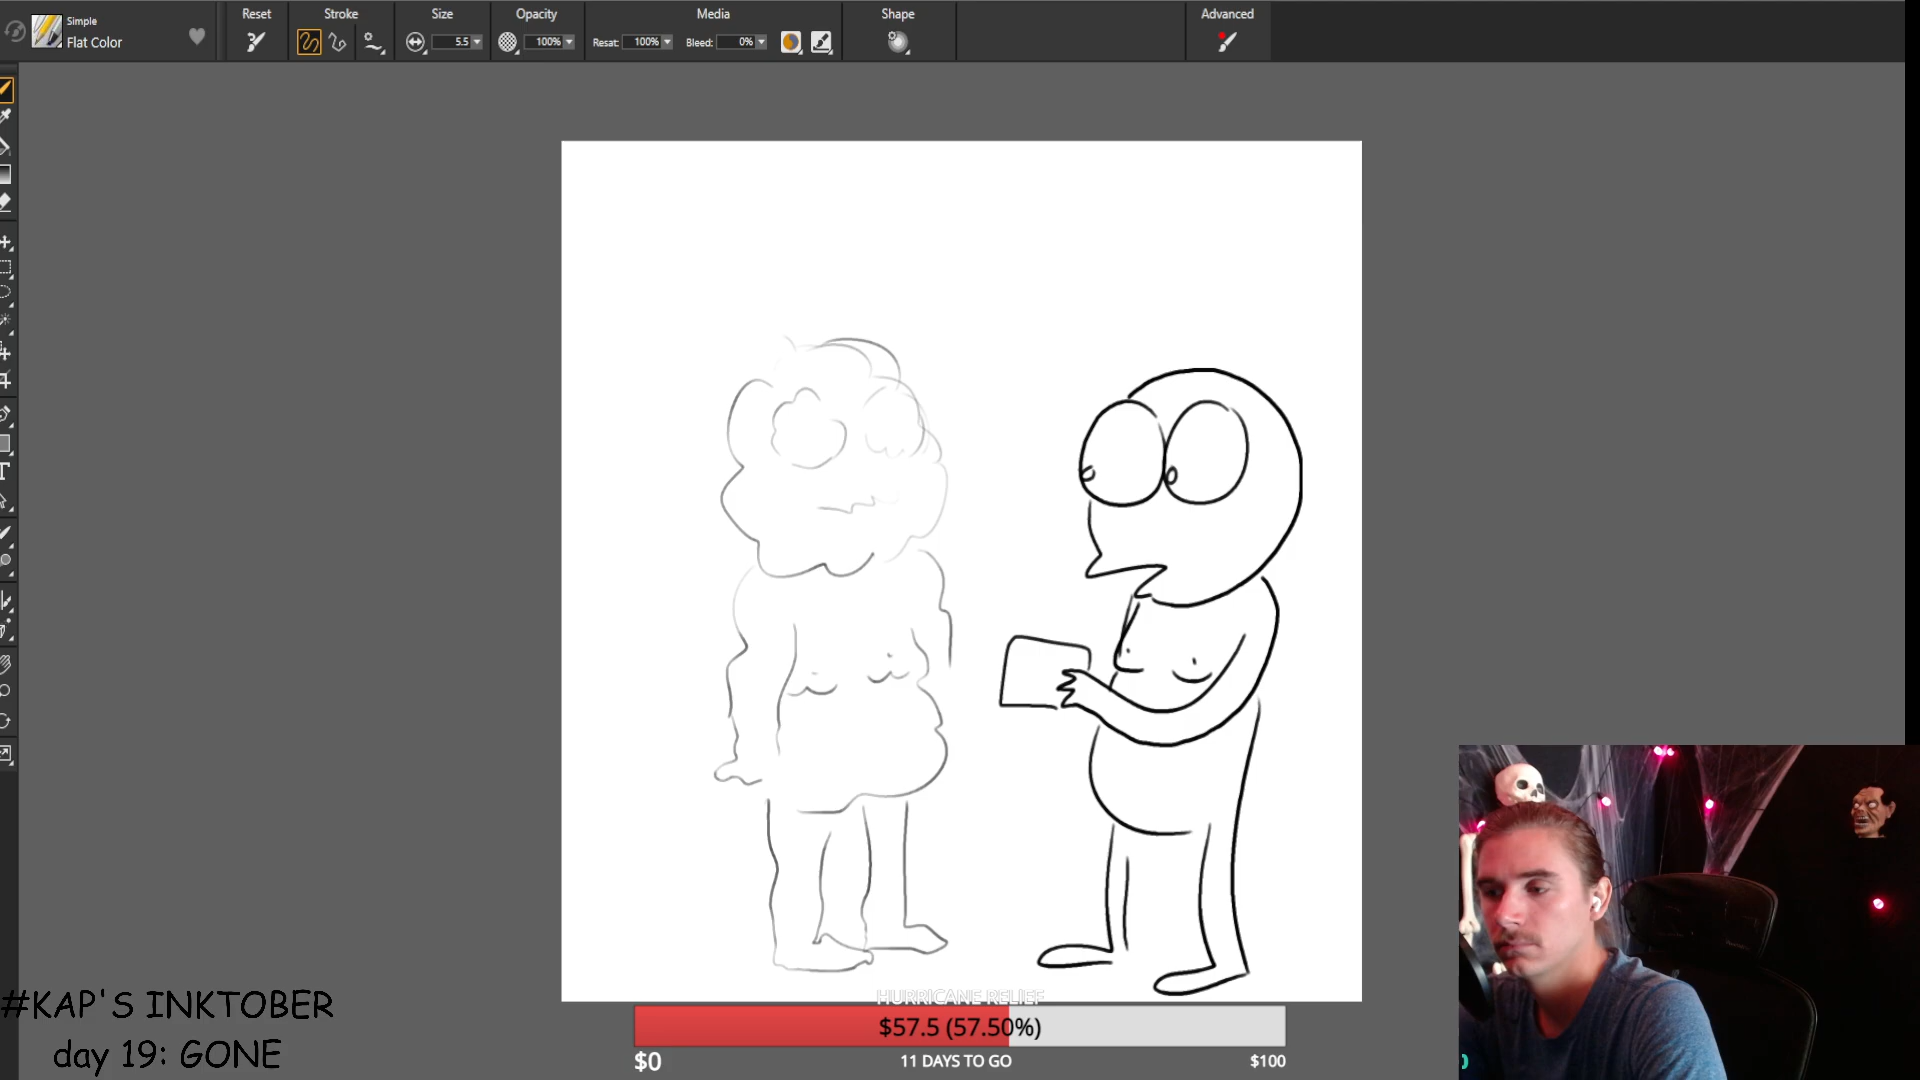 Simple
Flat Color
Reset
Stroke
Size
Opacity
Media
Shape
Advanced
5.5
100%
Resat: 100%
Bleed: 0%
T
#KAP'S INKTOBER
day 19: GONE
HURRICANE RELIEF
$57.5 (57.50%)
$0
11 DAYS TO GO
$100